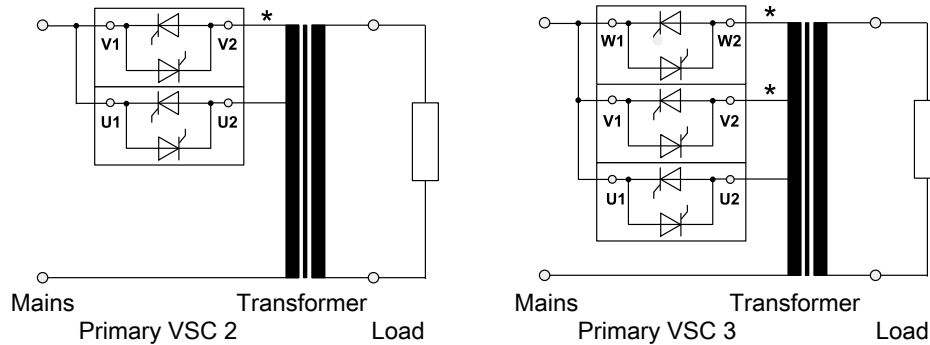 *
V1 V2
U1 U2
Mains Transformer
Primary VSC 2 Load
*
W1 W2
*
V1 V2
U1 U2
Mains Transformer
Primary VSC 3 Load